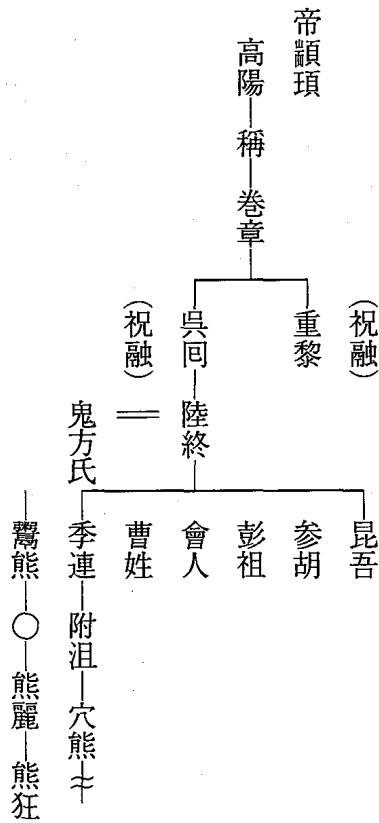 帝顓頊
高陽
稱
巻章
(祝融)
重黎
呉囘
(祝融)
陸終
鬼方氏
昆吾
参胡
彭祖
會人
曹姓
季連
附沮
穴熊
鬻熊
熊麗
熊狂